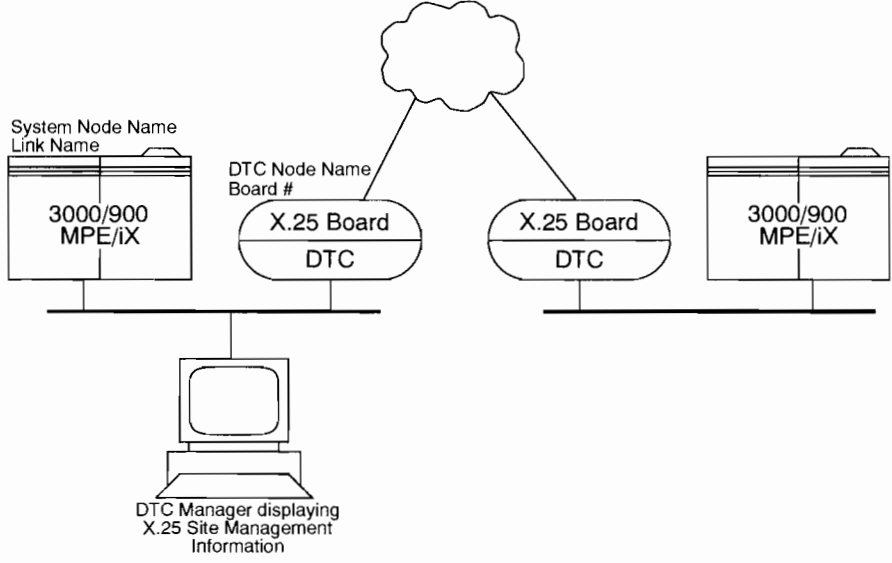 System Node Name
Link Name
DTC Node Name
Board #
3000/900
MPE/iX
X.25 Board
DTC
X.25 Board
DTC
3000/900
MPE/iX
DTC Manager displaying
X.25 Site Management
Information